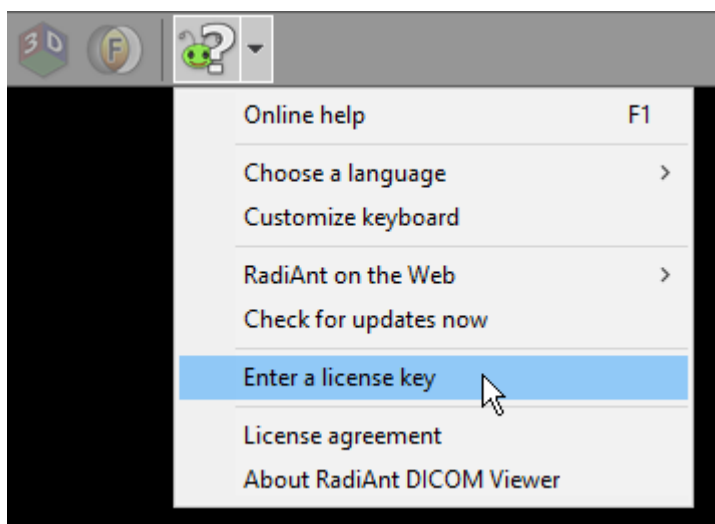 3D F
Online help F1
Choose a language
Customize keyboard
RadiAnt on the Web
Check for updates now
Enter a license key
License agreement
About RadiAnt DICOM Viewer